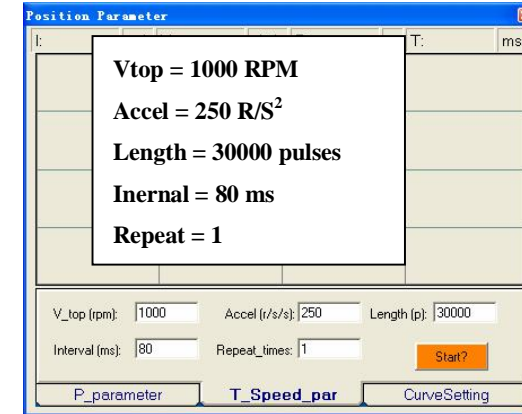 Position Parameter
I: T: ms
Vtop = 1000 RPM
Accel = 250 R/S²
Length = 30000 pulses
Inernal = 80 ms
Repeat = 1
V_top (rpm): 1000 Accel (r/s/s): 250 Length (p): 30000
Interval (ms): 80 Repeat_times: 1 Start?
P_parameter T_Speed_par CurveSetting